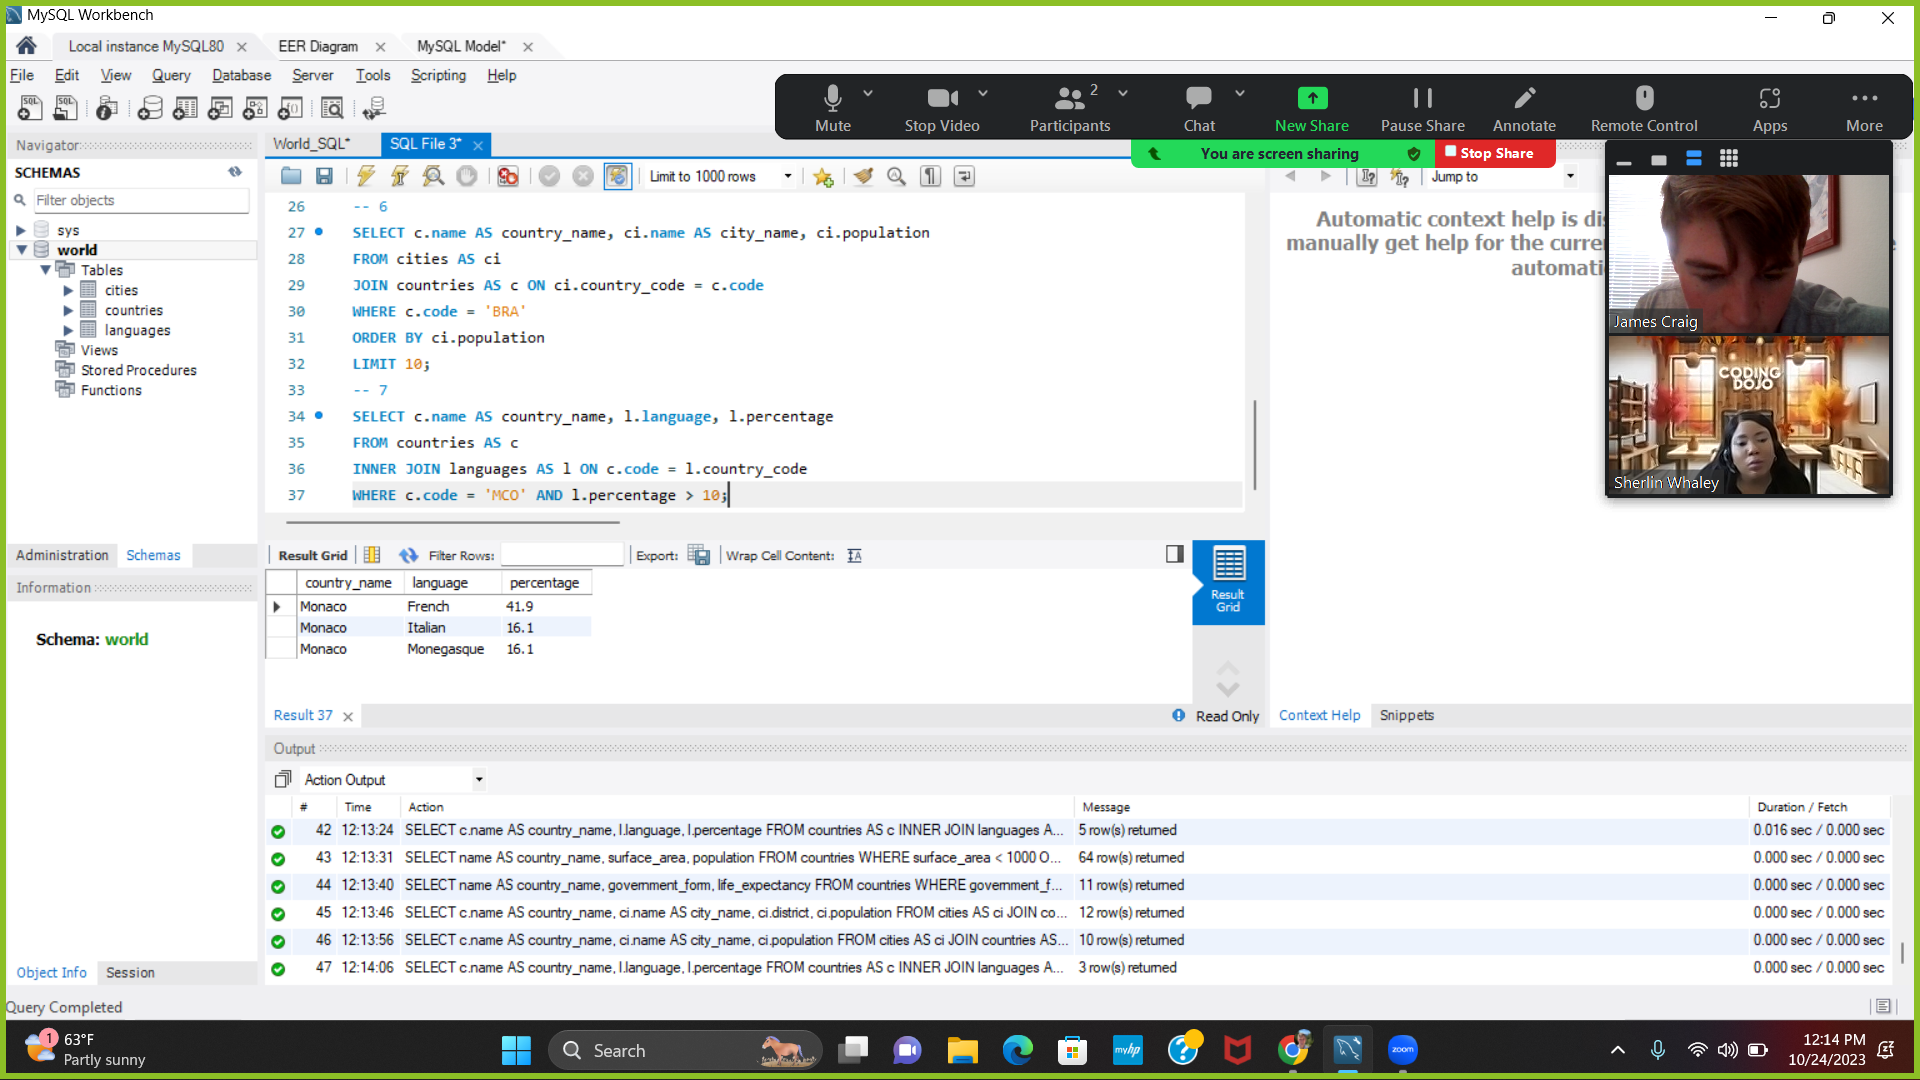 MySQL Workbench
Local instance MySQL80
EER Diagram
MySQL Model*
File Edit View Query Database Server Tools Scripting Help
Mute
Stop Video
2
Participants
Chat
New Share
Pause Share
Annotate
Remote Control
Apps
More
You are screen sharing
Stop Share
Navigator
World_SQL*
SQL File 3*
SCHEMAS
Filter objects
Limit to 1000 rows
Jump to
sys
world
Tables
cities
countries
languages
Views
Stored Procedures
Functions
26 -- 6
27 SELECT c.name AS country_name, ci.name AS city_name, ci.population
28 FROM cities AS ci
29 JOIN countries AS c ON ci.country_code = c.code
30 WHERE c.code = 'BRA'
31 ORDER BY ci.population
32 LIMIT 10;
33 -- 7
34 SELECT c.name AS country_name, l.language, l.percentage
35 FROM countries AS c
36 INNER JOIN languages AS l ON c.code = l.country_code
37 WHERE c.code = 'MCO' AND l.percentage > 10;
Automatic context help is
manually get help for the
James Craig
CODING
DOJO
Sherlin Whaley
Administration Schemas
Information
Schema: world
Result Grid
Filter Rows:
Export:
Wrap Cell Content:
country_name language percentage
Monaco French 41.9
Monaco Italian 16.1
Monaco Monegasque 16.1
Result
Grid
Result 37
Read Only
Context Help
Snippets
Output
Action Output
# Time Action Message Duration / Fetch
42 12:13:24 SELECT c.name AS country_name, l.language, l.percentage FROM countries AS c INNER JOIN languages A... 5 row(s) returned 0.016 sec / 0.000 sec
43 12:13:31 SELECT name AS country_name, surface_area, population FROM countries WHERE surface_area < 1000 O... 64 row(s) returned 0.000 sec / 0.000 sec
44 12:13:40 SELECT name AS country_name, government_form, life_expectancy FROM countries WHERE government_f... 11 row(s) returned 0.000 sec / 0.000 sec
45 12:13:46 SELECT c.name AS country_name, ci.name AS city_name, ci.district, ci.population FROM cities AS ci JOIN co... 12 row(s) returned 0.000 sec / 0.000 sec
46 12:13:56 SELECT c.name AS country_name, ci.name AS city_name, ci.population FROM cities AS ci JOIN countries AS... 10 row(s) returned 0.000 sec / 0.000 sec
47 12:14:06 SELECT c.name AS country_name, l.language, l.percentage FROM countries AS c INNER JOIN languages A... 3 row(s) returned 0.000 sec / 0.000 sec
Object Info Session
Query Completed
1
63°F
Partly sunny
Search
myhp
zoom
12:14 PM
10/24/2023